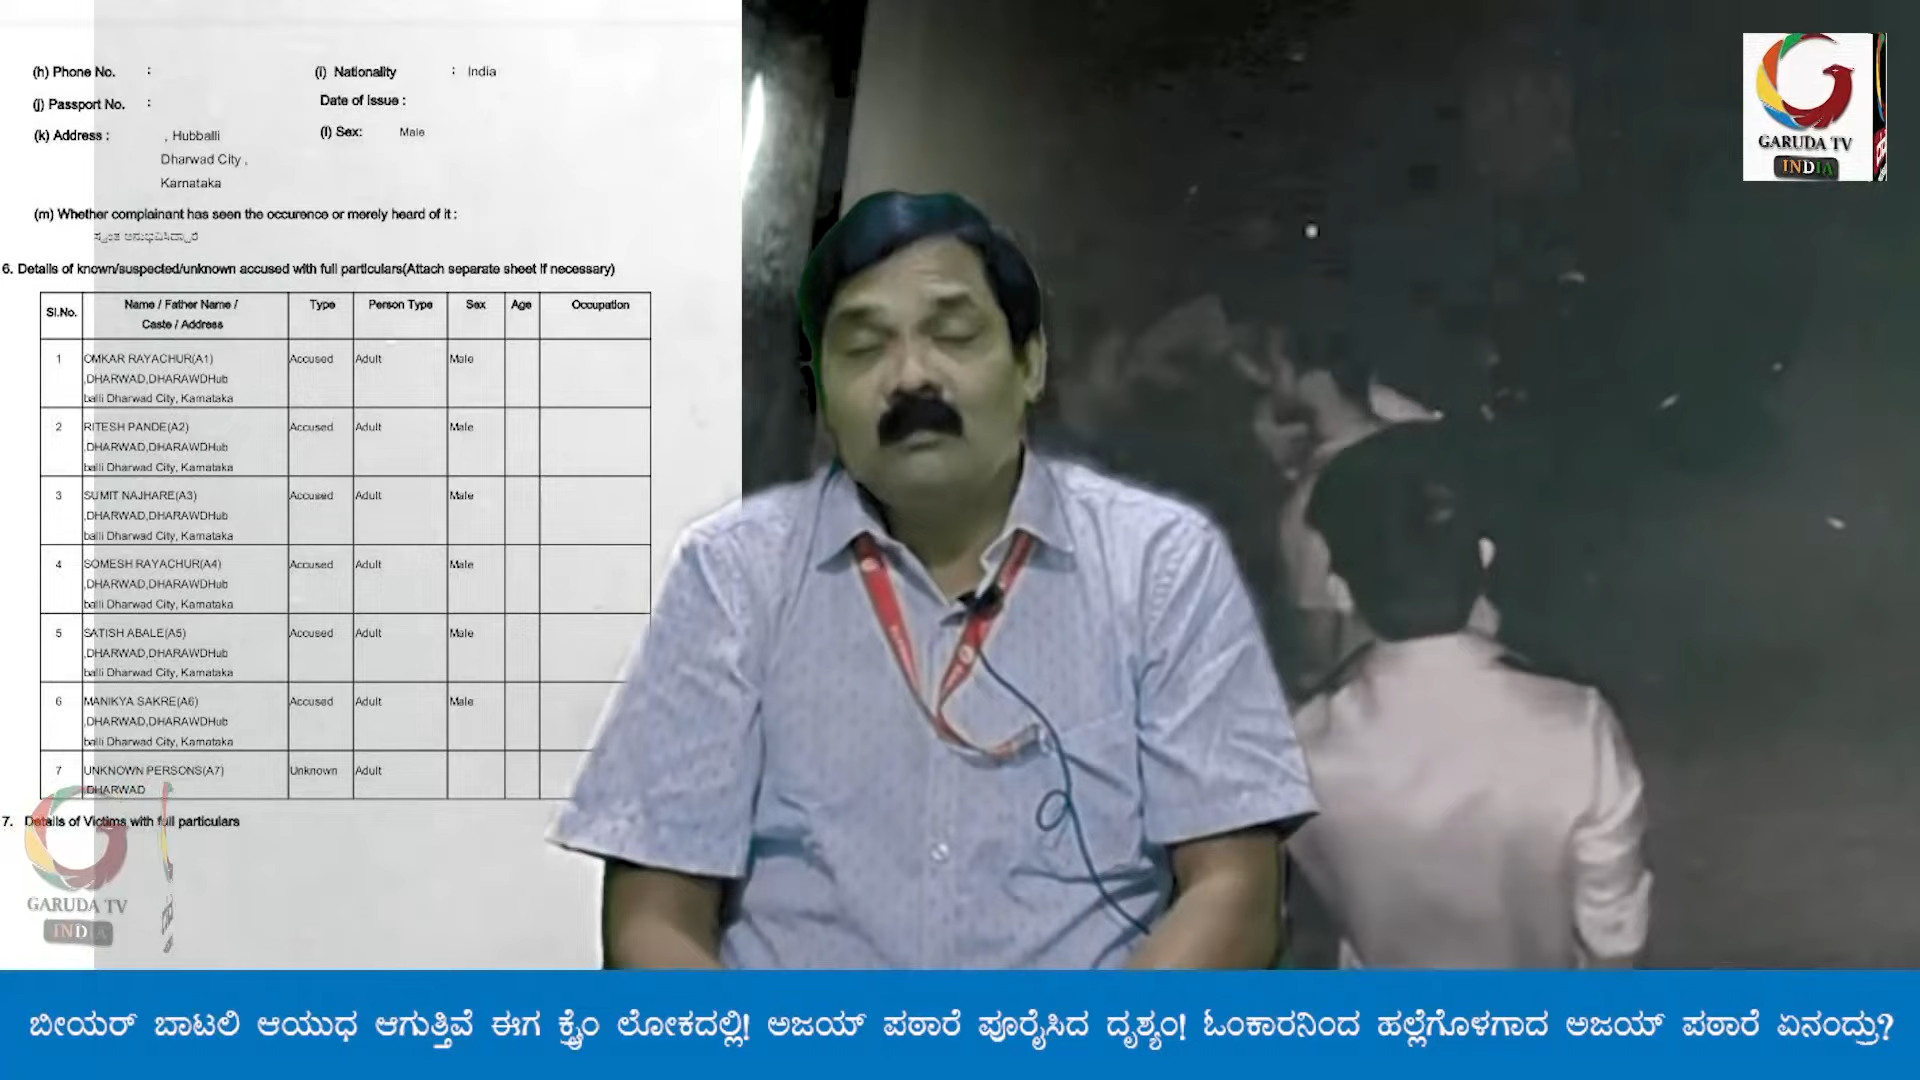 (h) Phone No. :
(i) Nationality : India
(j) Passport No. :
Date of Issue :
(k) Address : , Hubballi
(l) Sex: Male
Dharwad City ,
Karnataka
(m) Whether complainant has seen the occurence or merely heard of it :
ಸ್ವಂತ ಅನುಭವಿಸಿದ್ದಾರೆ
6. Details of known/suspected/unknown accused with full particulars(Attach separate sheet if necessary)
Sl.No. Name / Father Name / Caste / Address Type Person Type Sex Age Occupation
1 OMKAR RAYACHUR(A1) Accused Adult Male
,DHARWAD,DHARAWDHub
balli Dharwad City, Karnataka
2 RITESH PANDE(A2) Accused Adult Male
,DHARWAD,DHARAWDHub
balli Dharwad City, Karnataka
3 SUMIT NAJHARE(A3) Accused Adult Male
,DHARWAD,DHARAWDHub
balli Dharwad City, Karnataka
4 SOMESH RAYACHUR(A4) Accused Adult Male
,DHARWAD,DHARAWDHub
balli Dharwad City, Karnataka
5 SATISH ABALE(A5) Accused Adult Male
,DHARWAD,DHARAWDHub
balli Dharwad City, Karnataka
6 MANIKYA SAKRE(A6) Accused Adult Male
,DHARWAD,DHARAWDHub
balli Dharwad City, Karnataka
7 UNKNOWN PERSONS(A7) Unknown Adult
,DHARWAD
7. Details of Victims with full particulars
GARUDA TV
INDIA
GARUDA TV
INDIA
ಬೀಯರ್ ಬಾಟಲಿ ಆಯುಧ ಆಗುತ್ತಿವೆ ಈಗ ಕ್ರೈಂ ಲೋಕದಲ್ಲಿ! ಅಜಯ್ ಪಠಾರೆ ಪೂರೈಸಿದ ದೃಶ್ಯಂ! ಓಂಕಾರನಿಂದ ಹಲ್ಲೆಗೊಳಗಾದ ಅಜಯ್ ಪಠಾರೆ ಏನಂದ್ರು?